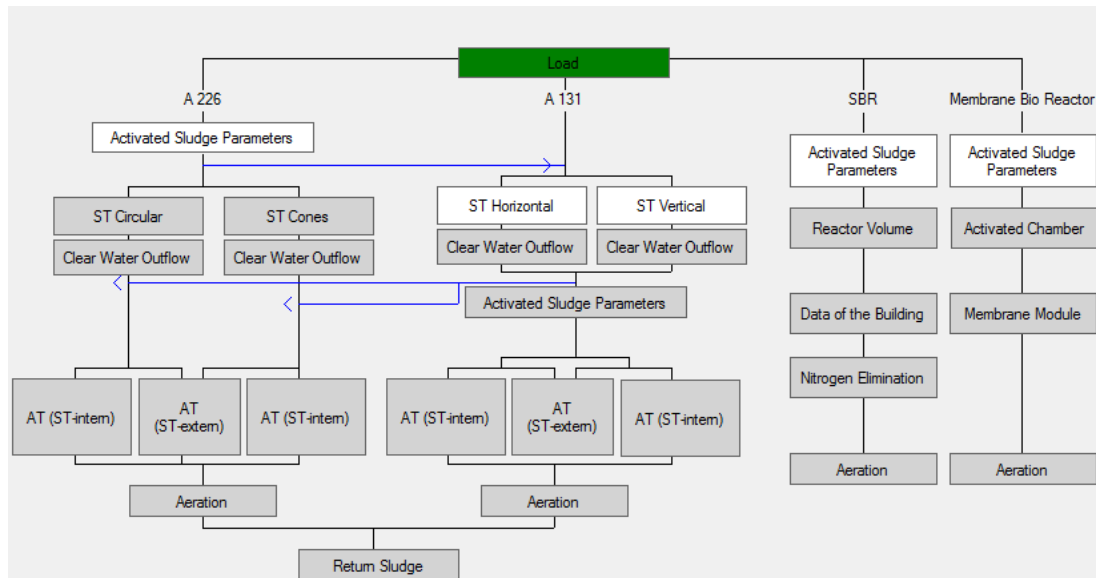 Load
A 226
A 131
SBR
Membrane Bio Reactor
Activated Sludge Parameters
Activated Sludge
Parameters
Activated Sludge
Parameters
ST Circular
ST Cones
ST Horizontal
ST Vertical
Reactor Volume
Activated Chamber
Clear Water Outflow
Clear Water Outflow
Clear Water Outflow
Clear Water Outflow
Activated Sludge Parameters
Data of the Building
Membrane Module
Nitrogen Elimination
AT (ST-intern)
AT
(ST-extern)
AT (ST-intern)
AT (ST-intern)
AT
(ST-extern)
AT (ST-intern)
Aeration
Aeration
Aeration
Aeration
Return Sludge